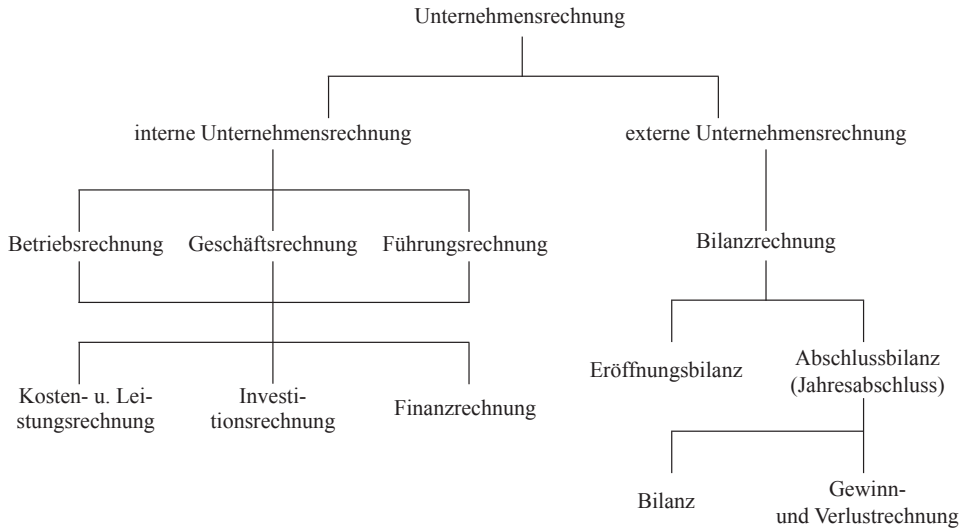 Unternehmensrechnung
interne Unternehmensrechnung
externe Unternehmensrechnung
Betriebsrechnung
Geschäftsrechnung
Führungsrechnung
Bilanzrechnung
Eröffnungsbilanz
Abschlussbilanz
(Jahresabschluss)
Kosten- u. Lei-
stungsrechnung
Investi-
tionsrechnung
Finanzrechnung
Bilanz
Gewinn-
und Verlustrechnung